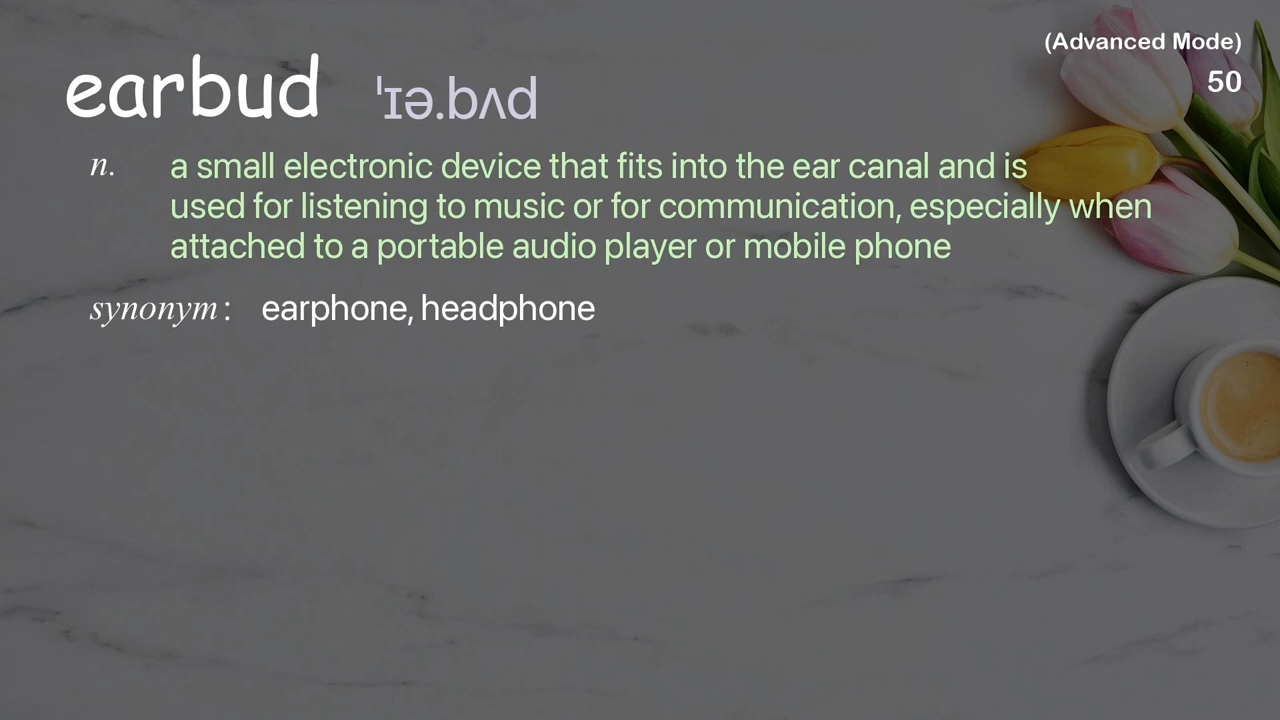 (Advanced Mode)
50
earbud ˈɪə.bʌd
n. a small electronic device that fits into the ear canal and is
used for listening to music or for communication, especially when
attached to a portable audio player or mobile phone
synonym: earphone, headphone